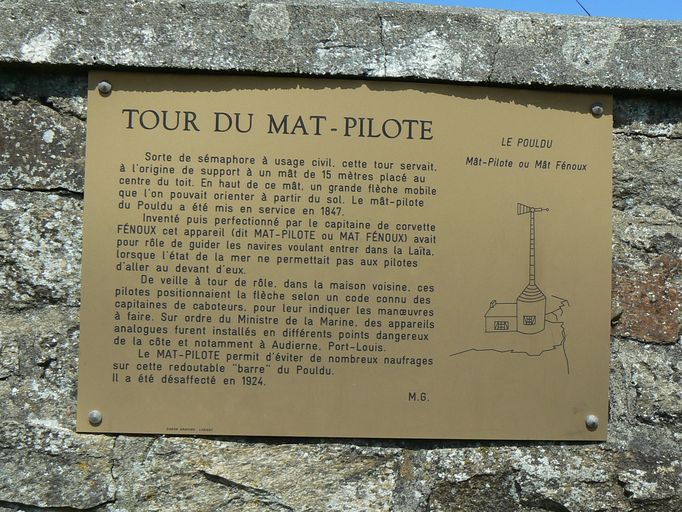 TOUR DU MAT-PILOTE
Sorte de sémaphore à usage civil, cette tour servait,
à l'origine de support à un mât de 15 mètres placé au
centre du toit. En haut de ce mât, un grande flèche mobile
que l'on pouvait orienter à partir du sol. Le mât-pilote
du Pouldu a été mis en service en 1847.
Inventé puis perfectionné par le capitaine de corvette
FÉNOUX cet appareil (dit MAT-PILOTE ou MAT FÉNOUX) avait
pour rôle de guider les navires voulant entrer dans la Laïta,
lorsque l'état de la mer ne permettait pas aux pilotes
d'aller au devant d'eux.
De veille à tour de rôle, dans la maison voisine, ces
pilotes positionnaient la flèche selon un code connu des
capitaines de caboteurs, pour leur indiquer les manœuvres
à faire. Sur ordre du Ministre de la Marine, des appareils
analogues furent installés en différents points dangereux
de la côte et notamment à Audierne, Port-Louis.
Le MAT-PILOTE permit d'éviter de nombreux naufrages
sur cette redoutable "barre" du Pouldu.
Il a été désaffecté en 1924.
M.G.
LE POULDU
Mât-Pilote ou Mât Fénoux